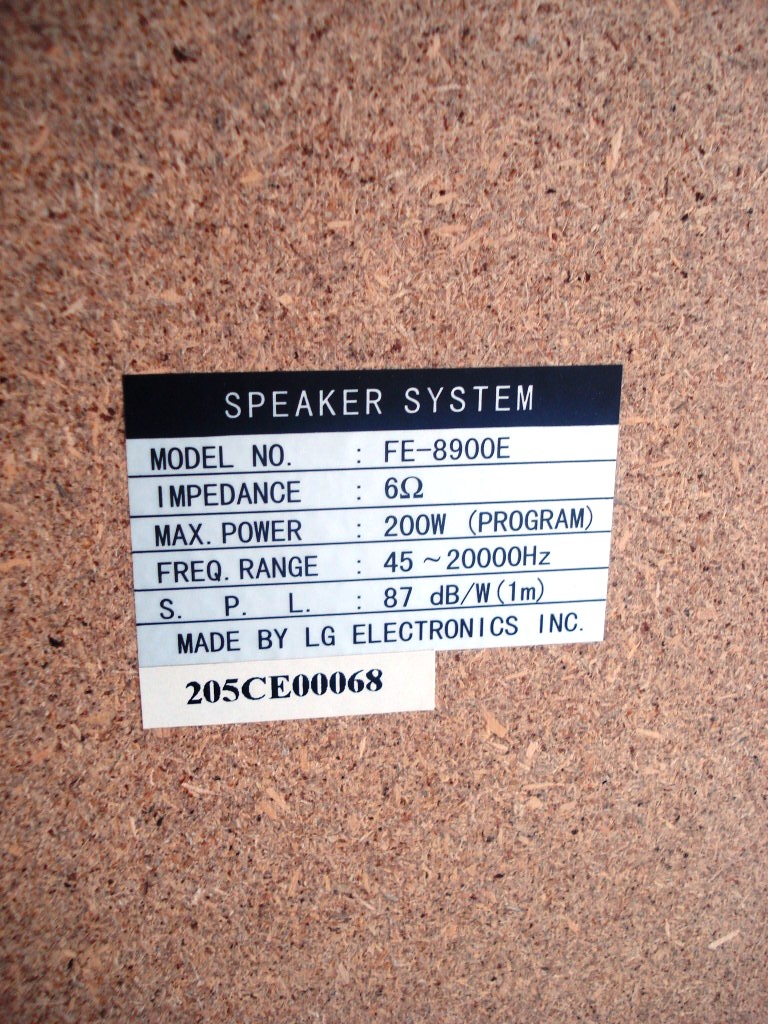 SPEAKER SYSTEM
MODEL NO. : FE-8900E
IMPEDANCE : 6Ω
MAX. POWER : 200W (PROGRAM)
FREQ. RANGE : 45 ~ 20000Hz
S. P. L. : 87 dB/W(1m)
MADE BY LG ELECTRONICS INC.
205CE00068